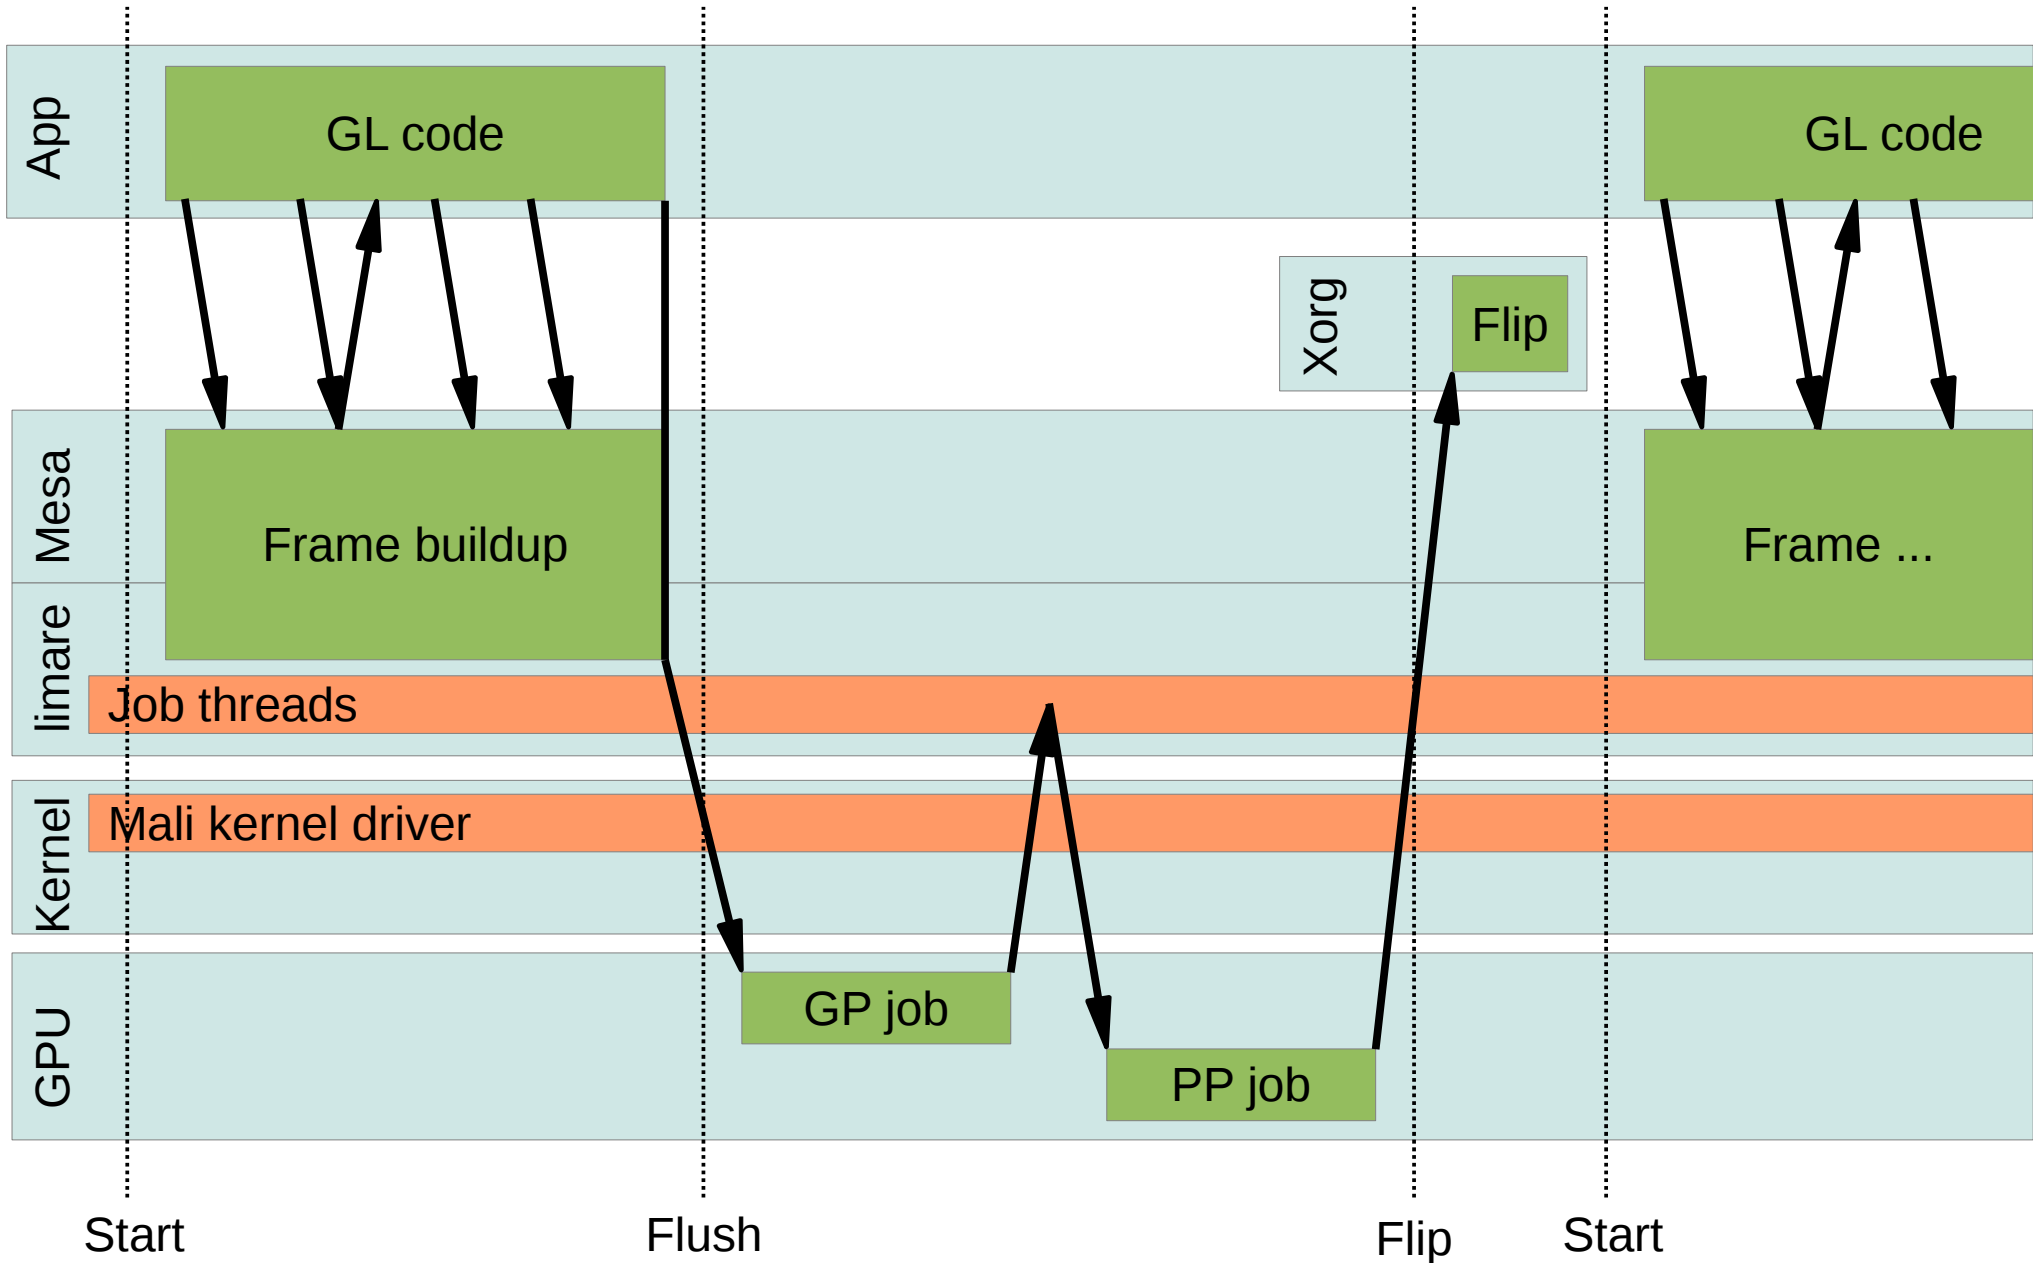 App
GL code
GL code
Xorg
Flip
Mesa
Frame buildup
Frame ...
limare
Job threads
Kernel
Mali kernel driver
GPU
GP job
PP job
Start
Flush
Flip
Start